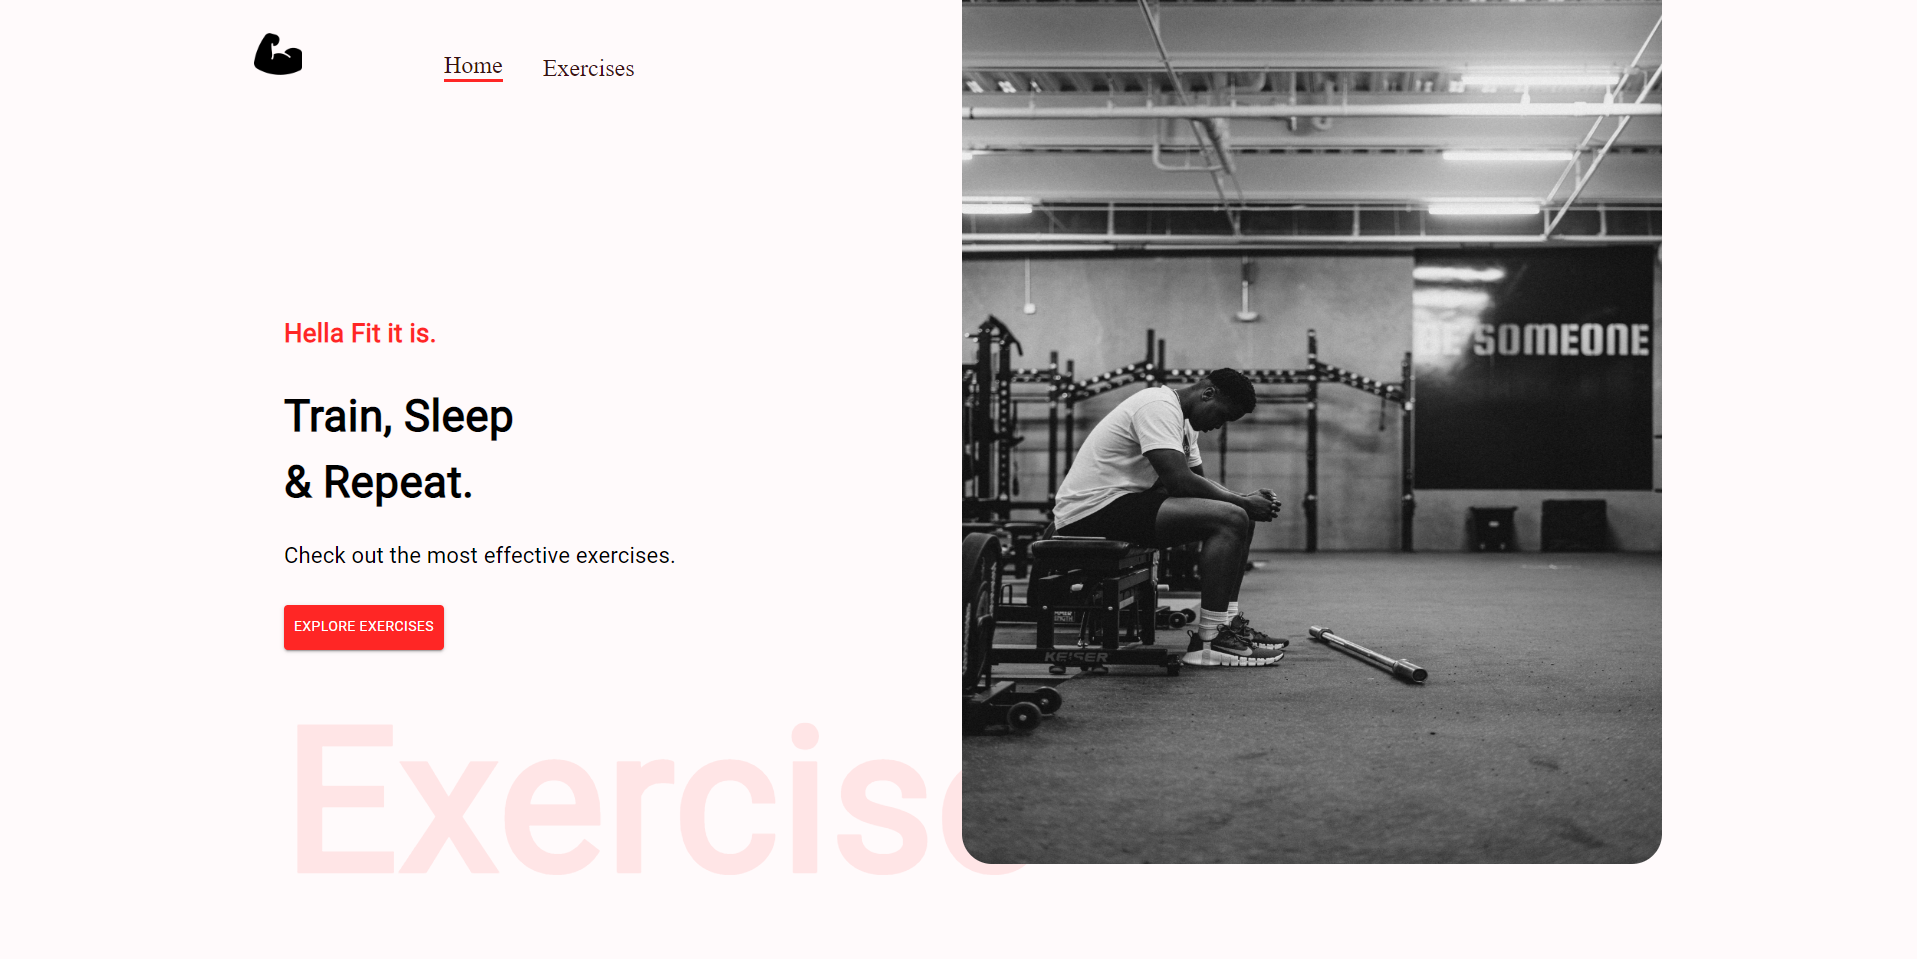 Home Exercises
Hella Fit it is.
Train, Sleep
& Repeat.
Check out the most effective exercises.
EXPLORE EXERCISES
Exercise
BE SOMEONE
KEISER